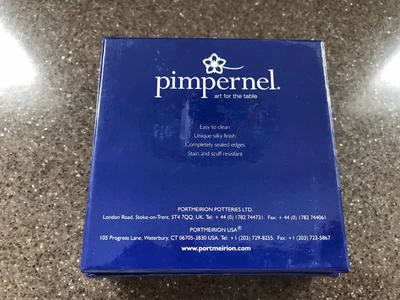 pimpernel.
art for the table
Easy to clean
Unique silky finish
Completely sealed edges
Stain and scuff resistant
PORTMEIRION POTTERIES LTD.
London Road, Stoke-on-Trent, ST4 7QQ, UK. Tel: + 44 (0) 1782 744721. Fax: + 44 (0) 1782 744061
PORTMEIRION USA®
105 Progress Lane, Waterbury, CT 06705-3830 USA. Tel: +1 (203) 729-8255. Fax: +1 (203) 723-5867
www.portmeirion.com